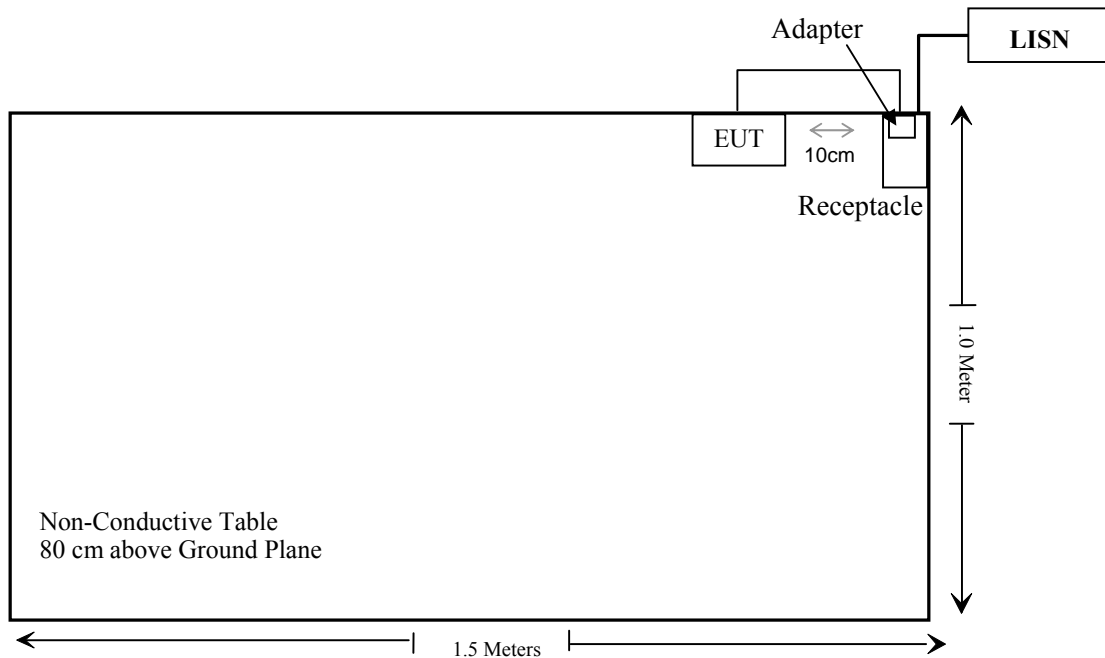 Adapter
LISN
EUT
10cm
Receptacle
1.0 Meter
Non-Conductive Table
80 cm above Ground Plane
1.5 Meters